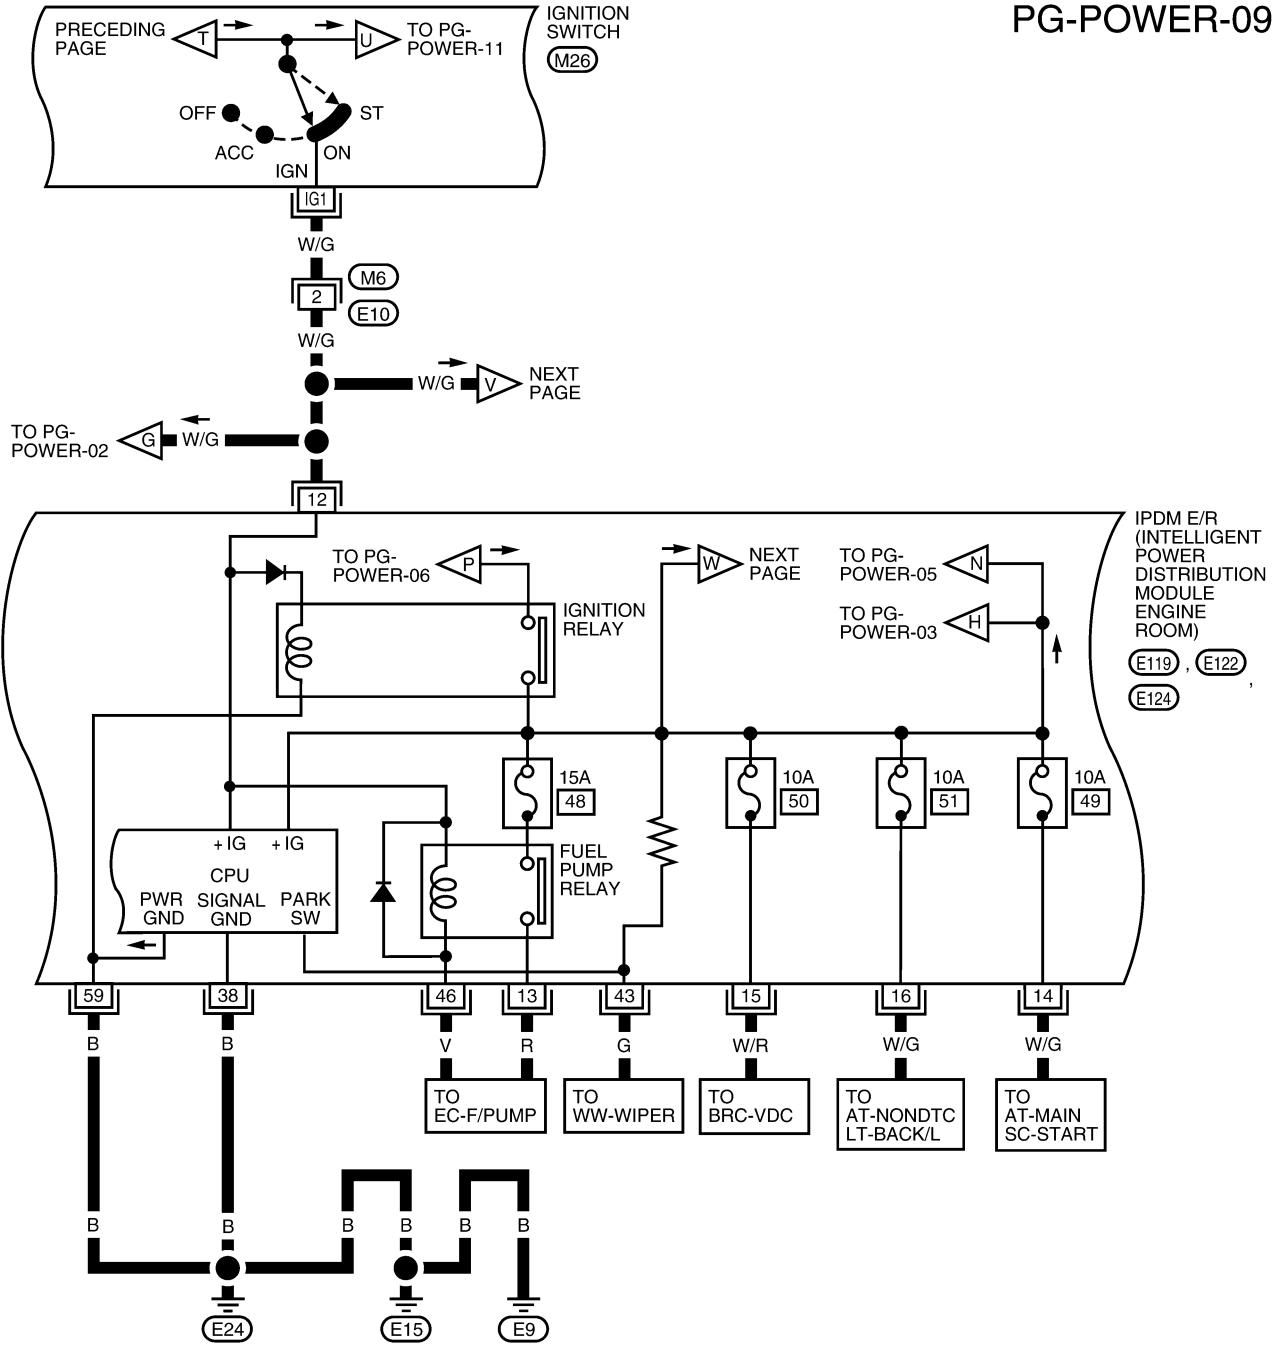 PG-POWER-09
IGNITION
SWITCH
M26
PRECEDING
PAGE
T
U
TO PG-
POWER-11
OFF
ST
ACC
ON
IGN
IG1
W/G
M6
2
E10
W/G
W/G
V
NEXT
PAGE
TO PG-
POWER-02
G
W/G
12
IPDM E/R
(INTELLIGENT
POWER
DISTRIBUTION
MODULE
ENGINE
ROOM)
E119 , E122 ,
E124
TO PG-
POWER-06
P
W
NEXT
PAGE
TO PG-
POWER-05
N
TO PG-
POWER-03
H
IGNITION
RELAY
15A
48
10A
50
10A
51
10A
49
+ IG
+ IG
CPU
PWR
GND
SIGNAL
GND
PARK
SW
FUEL
PUMP
RELAY
59
38
46
13
43
15
16
14
B
B
V
R
G
W/R
W/G
W/G
TO
EC-F/PUMP
TO
WW-WIPER
TO
BRC-VDC
TO
AT-NONDTC
LT-BACK/L
TO
AT-MAIN
SC-START
B
B
B
B
B
B
E24
E15
E9